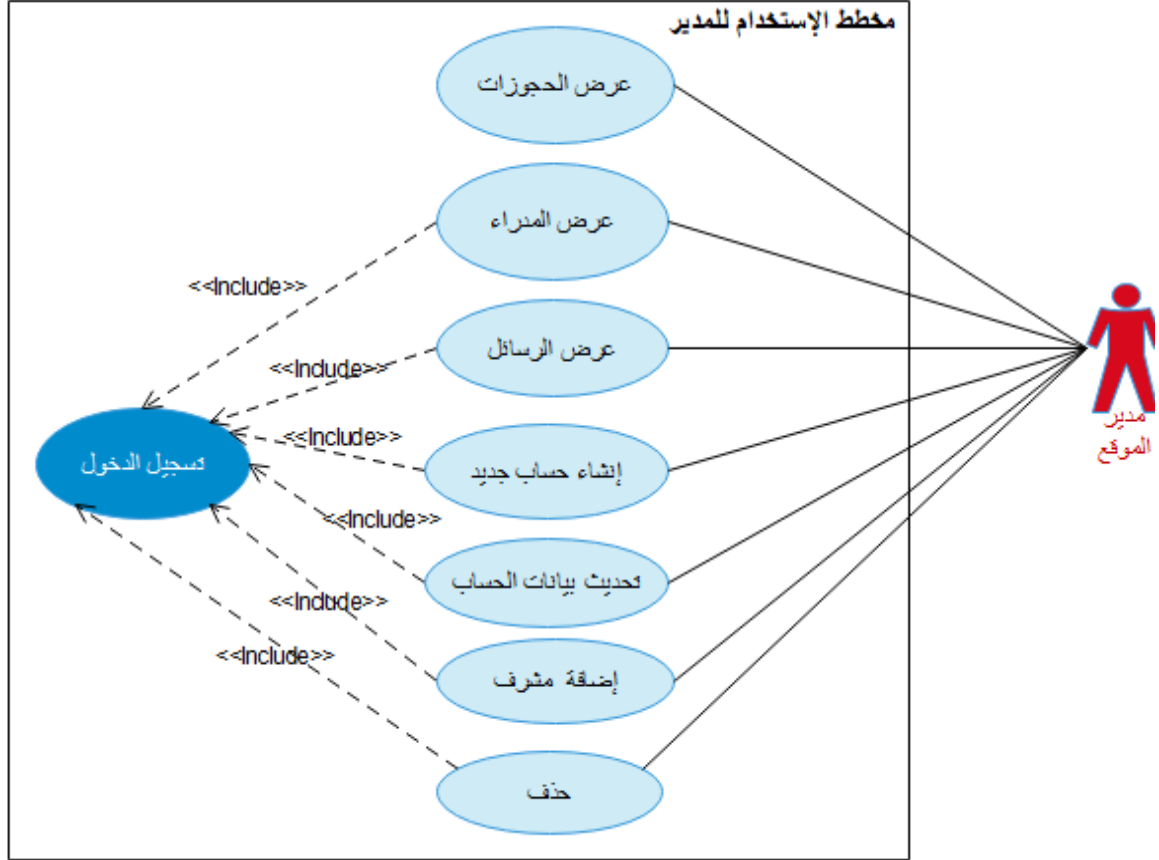 مخطط الإستخدام للمدير
عرض الحجوزات
عرض المدراء
<<Include>>
عرض الرسائل
<<Include>>
<<Include>>
إنشاء حساب جديد
تسجيل الدخول
<<Include>>
تحديث بيانات الحساب
<<Include>>
إضافة مشرف
<<Include>>
حذف
مدير
الموقع